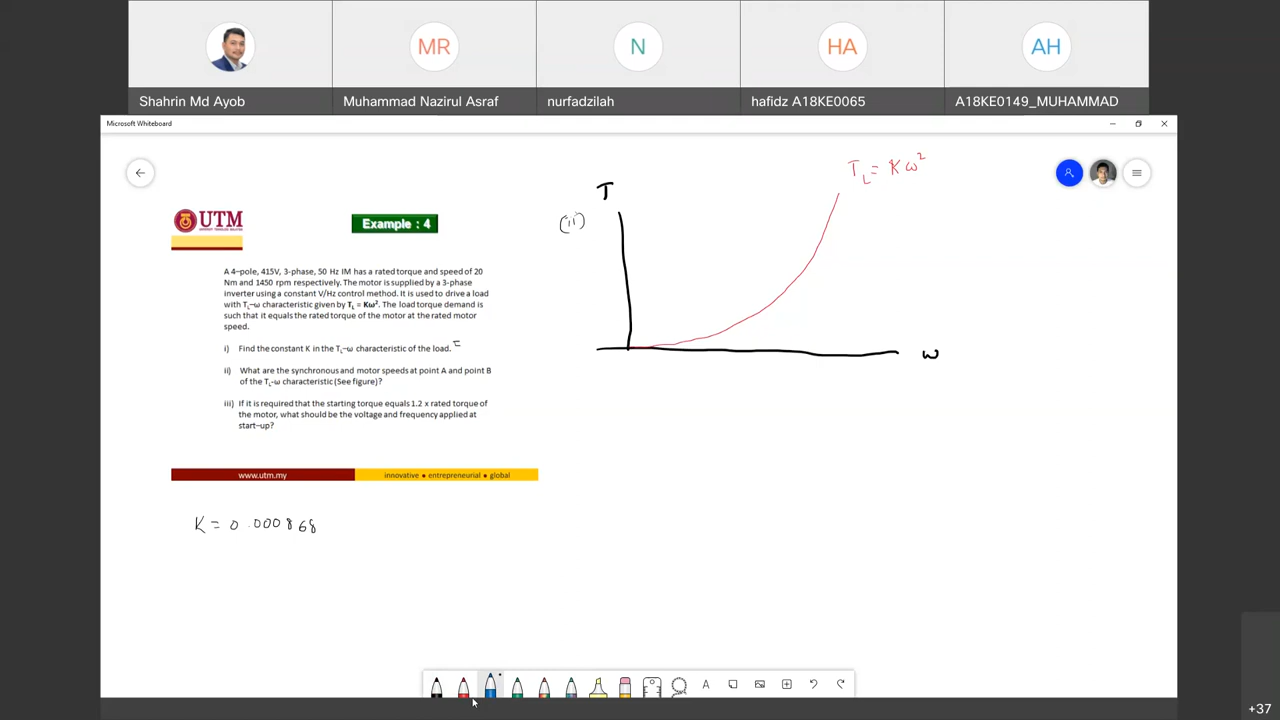 Shahrin Md Ayob
Muhammad Nazirul Asraf
nurfadzilah
hafidz A18KE0065
A18KE0149_MUHAMMAD
MR
N
HA
AH
Microsoft Whiteboard
UTM
Example : 4
A 4–pole, 415V, 3-phase, 50 Hz IM has a rated torque and speed of 20
Nm and 1450 rpm respectively. The motor is supplied by a 3-phase
inverter using a constant V/Hz control method. It is used to drive a load
with TL–ω characteristic given by TL = Kω². The load torque demand is
such that it equals the rated torque of the motor at the rated motor
speed.
i) Find the constant K in the TL–ω characteristic of the load.
ii) What are the synchronous and motor speeds at point A and point B
of the TL-ω characteristic (See figure)?
iii) If it is required that the starting torque equals 1.2 x rated torque of
the motor, what should be the voltage and frequency applied at
start–up?
www.utm.my
innovative ● entrepreneurial ● global
K = 0.000868
(ii)
T
TL = Kω²
ω
A
+37